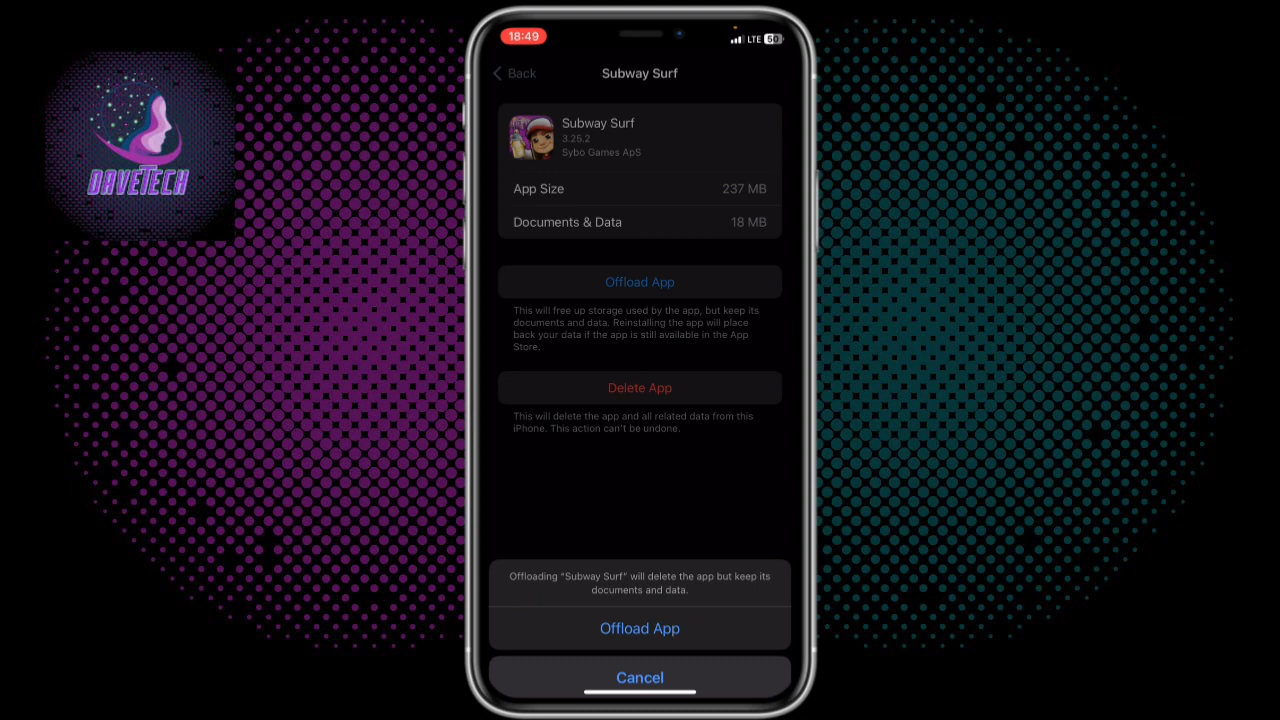 DAVETECH
18:49
LTE 50
Back
Subway Surf
Subway Surf
3.25.2
Sybo Games ApS
App Size 237 MB
Documents & Data 18 MB
Offload App
This will free up storage used by the app, but keep its
documents and data. Reinstalling the app will place
back your data if the app is still available in the App
Store.
Delete App
This will delete the app and all related data from this
iPhone. This action can't be undone.
Offloading “Subway Surf” will delete the app but keep its
documents and data.
Offload App
Cancel